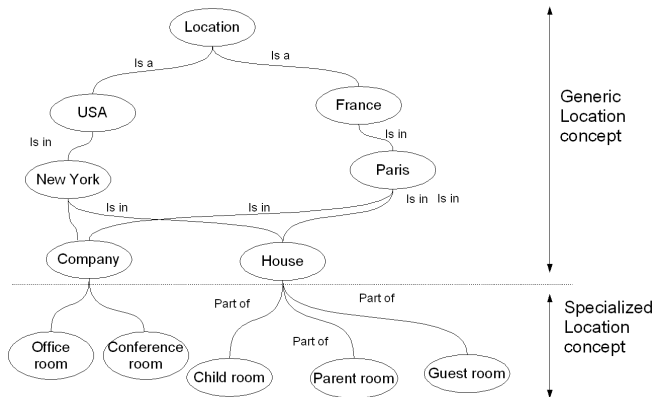 Location
Is a
Is a
USA
France
Generic
Location
concept
Is in
Is in
New York
Paris
Is in
Is in
Is in
Is in
Company
House
Part of
Part of
Specialized
Location
concept
Office
room
Conference
room
Part of
Child room
Parent room
Guest room